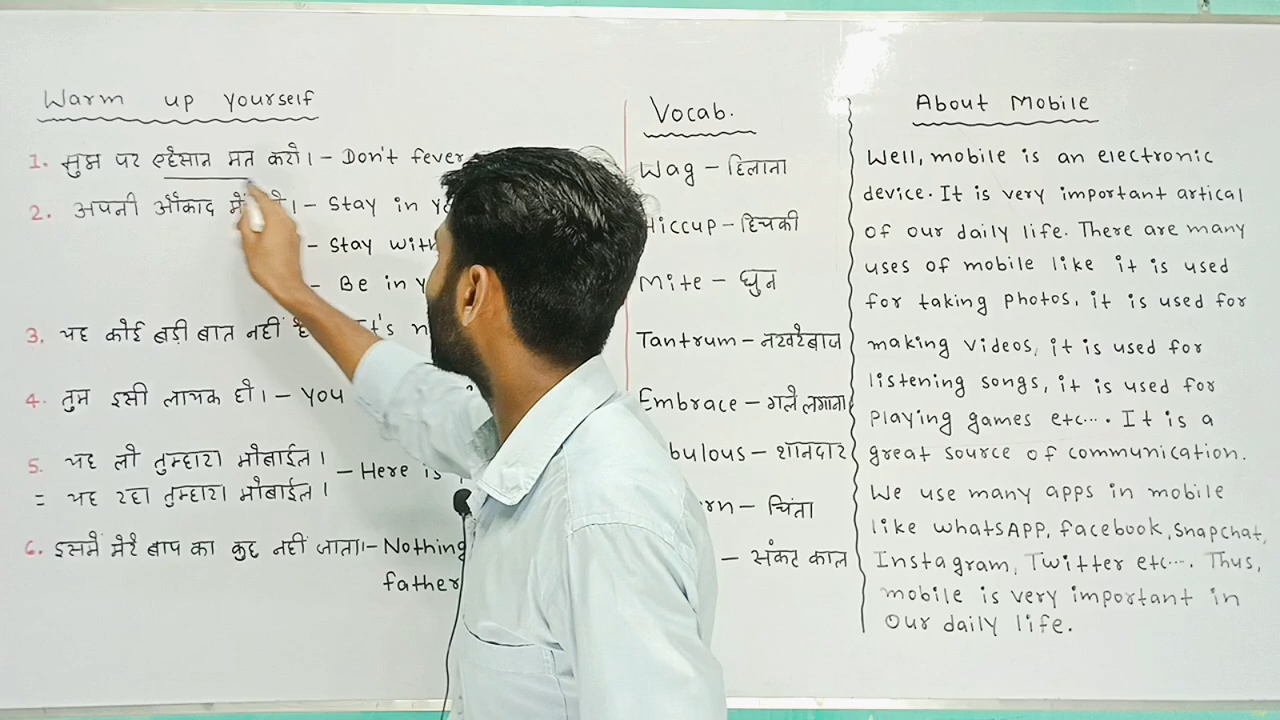 Warm up yourself
1. मुझ पर एहसान मत करो। - Don't fever
2. अपनी औकाद में - Stay in
- Stay with
- Be in
3. यह कोई बड़ी बात नहीं
4. तुम इसी लायक हो। - You
5. यह लो तुम्हारा मोबाईल।
= यह रहा तुम्हारा मोबाईल।
- Here is
6. इसमें मेरे बाप का कुछ नहीं जाता। - Nothing
father
Vocab.
Wag - हिलाना
Hiccup - हिचकी
Mite - घुन
Tantrum - नखरेबाज
Embrace - गले लगाना
bulous - शानदार
rn - चिंता
- संकट काल
About Mobile
Well, mobile is an electronic
device. It is very important artical
of our daily life. There are many
uses of mobile like it is used
for taking photos, it is used for
making videos, it is used for
listening songs, it is used for
playing games etc.... It is a
great source of communication.
We use many apps in mobile
like WhatsAPP, facebook, snapchat,
Instagram, Twitter etc.... Thus,
mobile is very important in
our daily life.